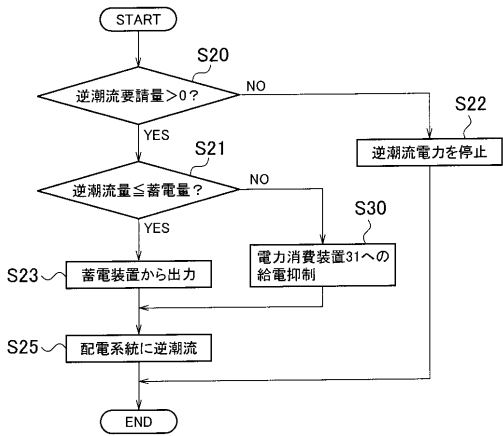 START
S20
逆潮流要請量＞0？
NO
YES
S22
逆潮流電力を停止
S21
逆潮流量≦蓄電量？
NO
YES
S30
電力消費装置31への
給電抑制
S23
蓄電装置から出力
S25
配電系統に逆潮流
END